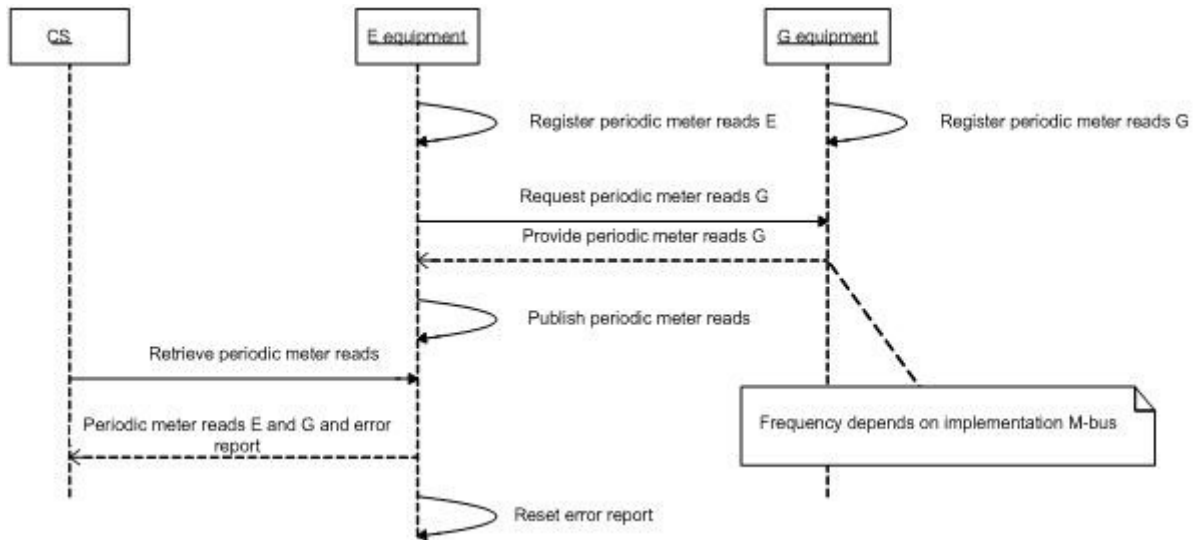 CS
E equipment
G equipment
Register periodic meter reads E
Register periodic meter reads G
Request periodic meter reads G
Provide periodic meter reads G
Publish periodic meter reads
Retrieve periodic meter reads
Periodic meter reads E and G and error
report
Frequency depends on implementation M-bus
Reset error report